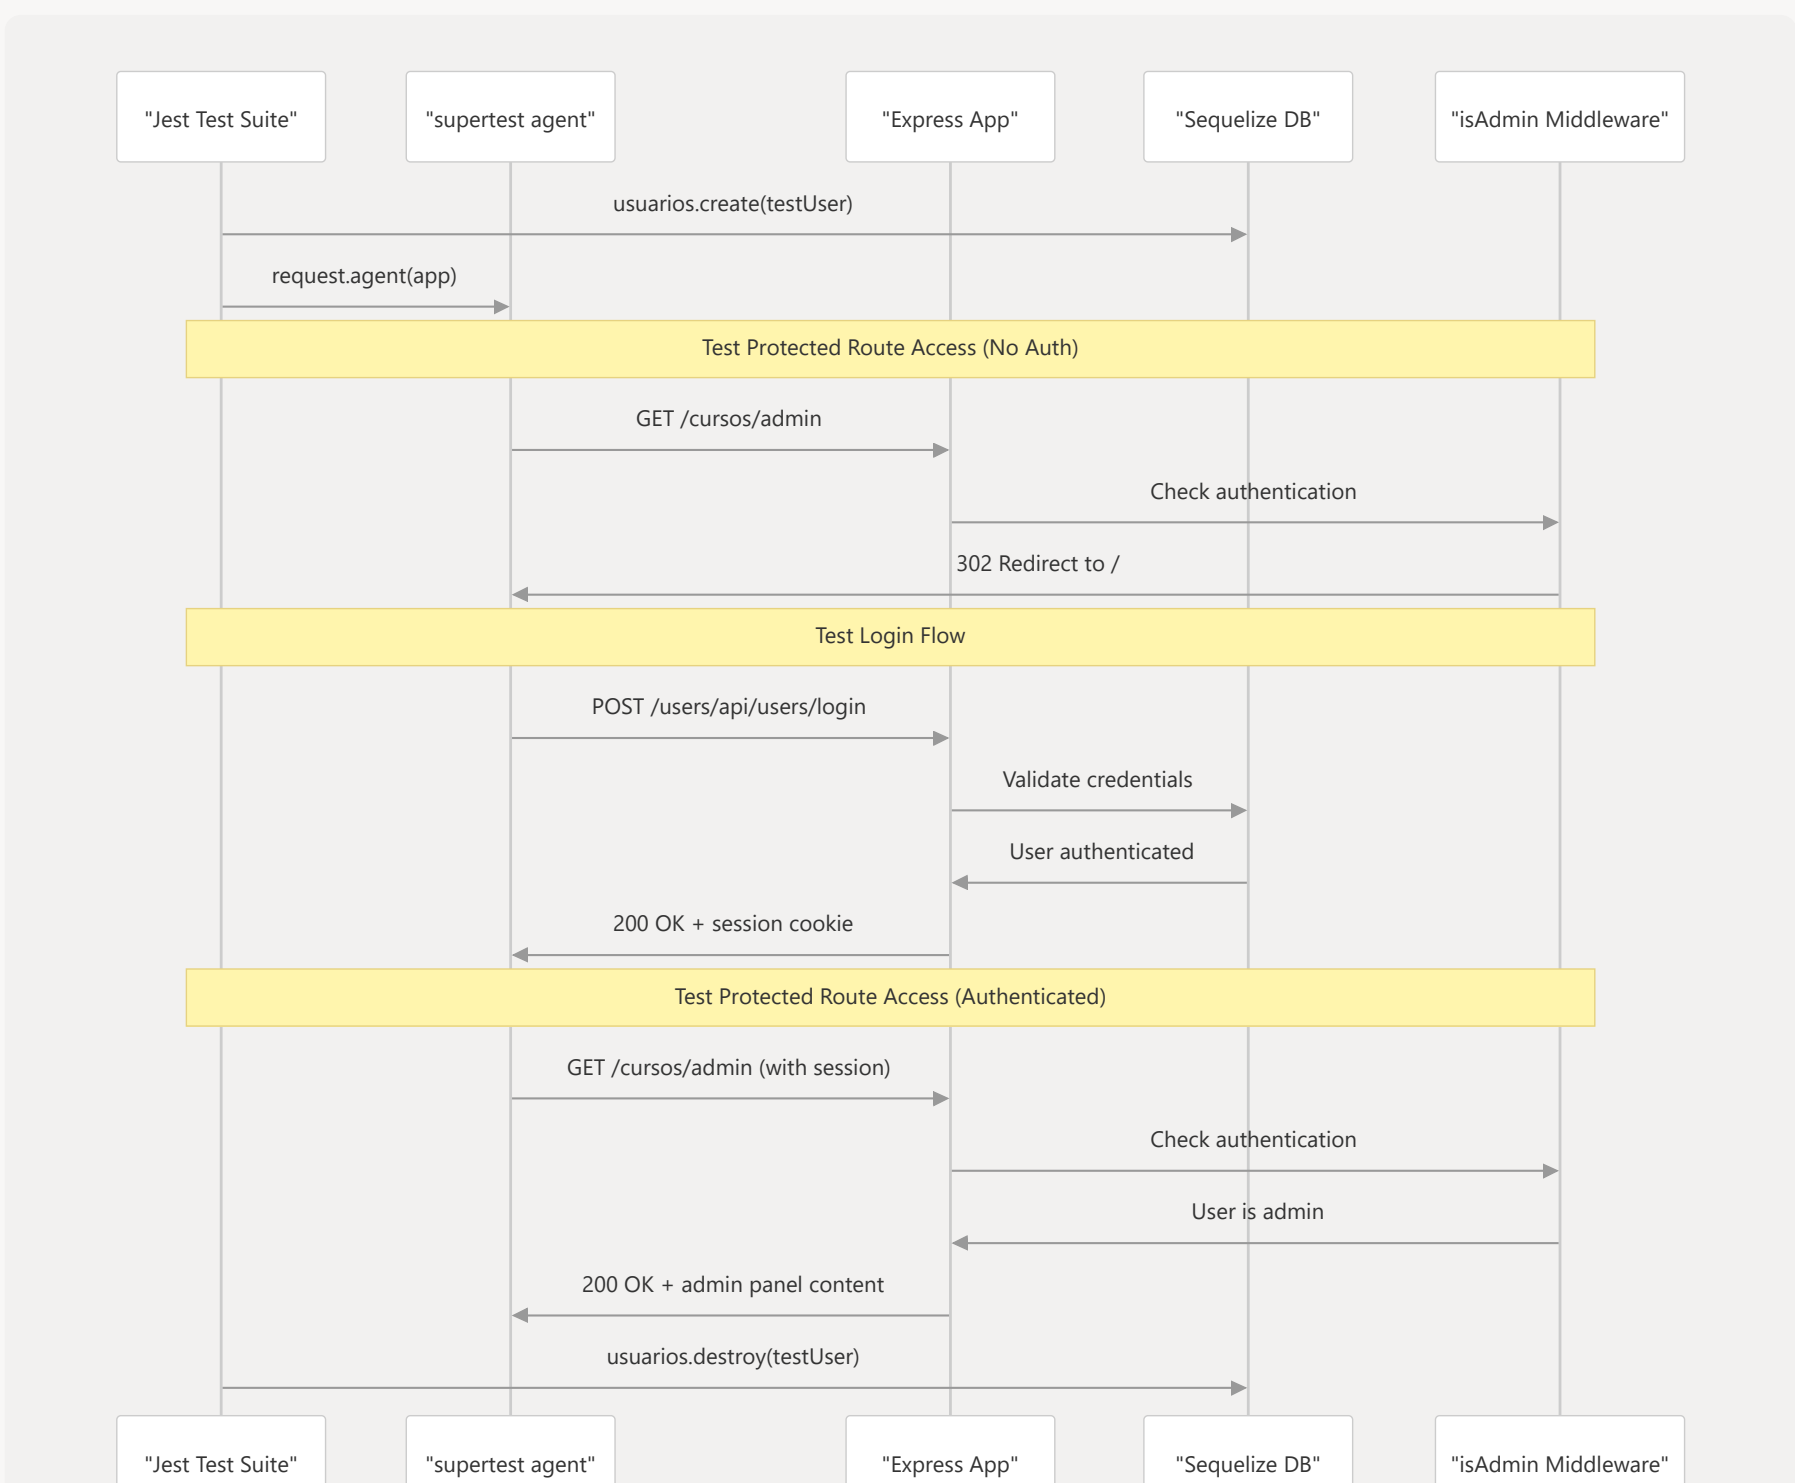 "Jest Test Suite"
"supertest agent"
"Express App"
"Sequelize DB"
"isAdmin Middleware"
usuarios.create(testUser)
request.agent(app)
Test Protected Route Access (No Auth)
GET /cursos/admin
Check authentication
302 Redirect to /
Test Login Flow
POST /users/api/users/login
Validate credentials
User authenticated
200 OK + session cookie
Test Protected Route Access (Authenticated)
GET /cursos/admin (with session)
Check authentication
User is admin
200 OK + admin panel content
usuarios.destroy(testUser)
"Jest Test Suite"
"supertest agent"
"Express App"
"Sequelize DB"
"isAdmin Middleware"